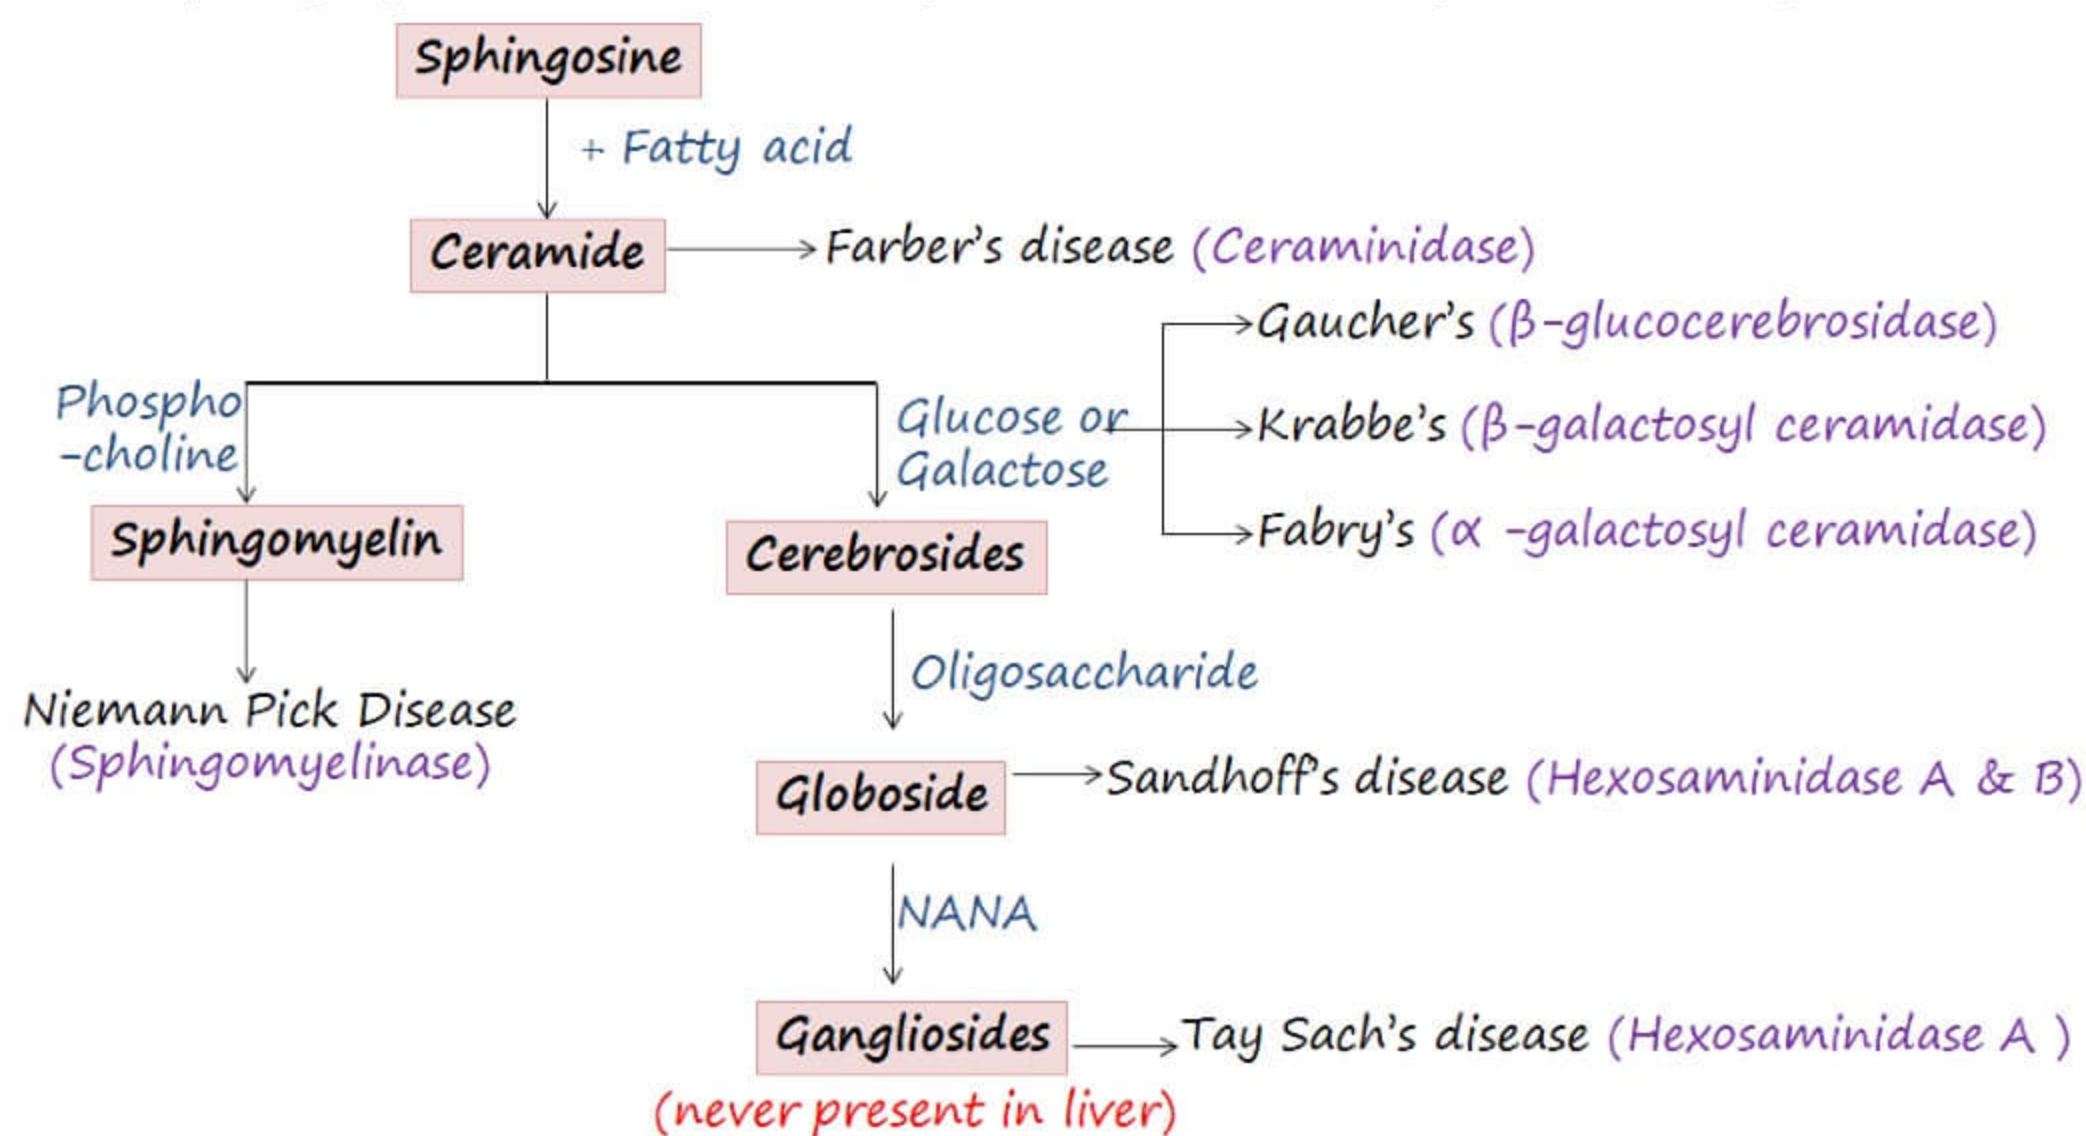 Sphingosine
+ Fatty acid
Ceramide
Farber's disease (Ceraminidase)
Phospho
-choline
Glucose or
Galactose
Gaucher's (β-glucocerebrosidase)
Krabbe's (β-galactosyl ceramidase)
Fabry's (α -galactosyl ceramidase)
Sphingomyelin
Cerebrosides
Niemann Pick Disease
(Sphingomyelinase)
Oligosaccharide
Globoside
Sandhoff's disease (Hexosaminidase A & B)
NANA
Gangliosides
Tay Sach's disease (Hexosaminidase A )
(never present in liver)